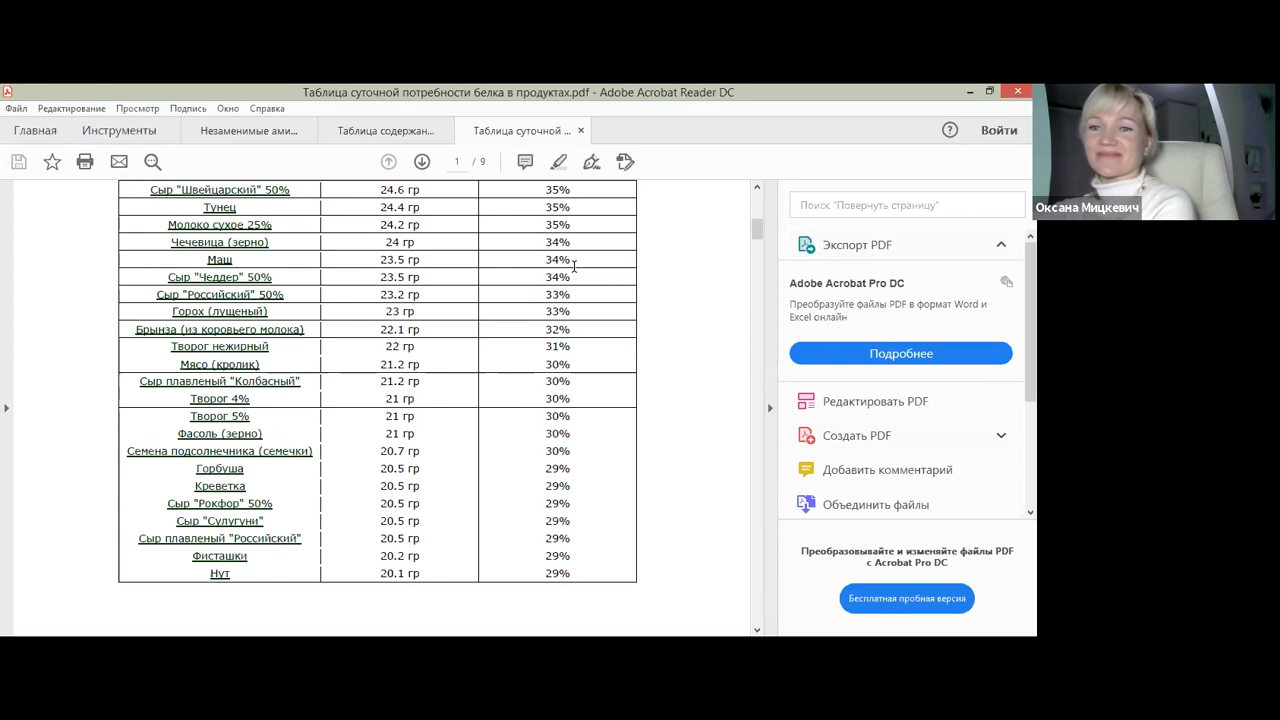 Таблица суточной потребности белка в продуктах.pdf - Adobe Acrobat Reader DC
Файл Редактирование Просмотр Подпись Окно Справка
Главная Инструменты Незаменимые ами... Таблица содержан... Таблица суточной ... Войти
1 / 9
Сыр "Швейцарский" 50% 24.6 гр 35%
Тунец 24.4 гр 35%
Молоко сухое 25% 24.2 гр 35%
Чечевица (зерно) 24 гр 34%
Маш 23.5 гр 34%
Сыр "Чеддер" 50% 23.5 гр 34%
Сыр "Российский" 50% 23.2 гр 33%
Горох (лущеный) 23 гр 33%
Брынза (из коровьего молока) 22.1 гр 32%
Творог нежирный 22 гр 31%
Мясо (кролик) 21.2 гр 30%
Сыр плавленый "Колбасный" 21.2 гр 30%
Творог 4% 21 гр 30%
Творог 5% 21 гр 30%
Фасоль (зерно) 21 гр 30%
Семена подсолнечника (семечки) 20.7 гр 30%
Горбуша 20.5 гр 29%
Креветка 20.5 гр 29%
Сыр "Рокфор" 50% 20.5 гр 29%
Сыр "Сулугуни" 20.5 гр 29%
Сыр плавленый "Российский" 20.5 гр 29%
Фисташки 20.2 гр 29%
Нут 20.1 гр 29%
Поиск "Повернуть страницу"
Экспорт PDF
Adobe Acrobat Pro DC
Преобразуйте файлы PDF в формат Word и
Excel онлайн
Подробнее
Редактировать PDF
Создать PDF
Добавить комментарий
Объединить файлы
Преобразовывайте и изменяйте файлы PDF
с Acrobat Pro DC
Бесплатная пробная версия
Оксана Мицкевич